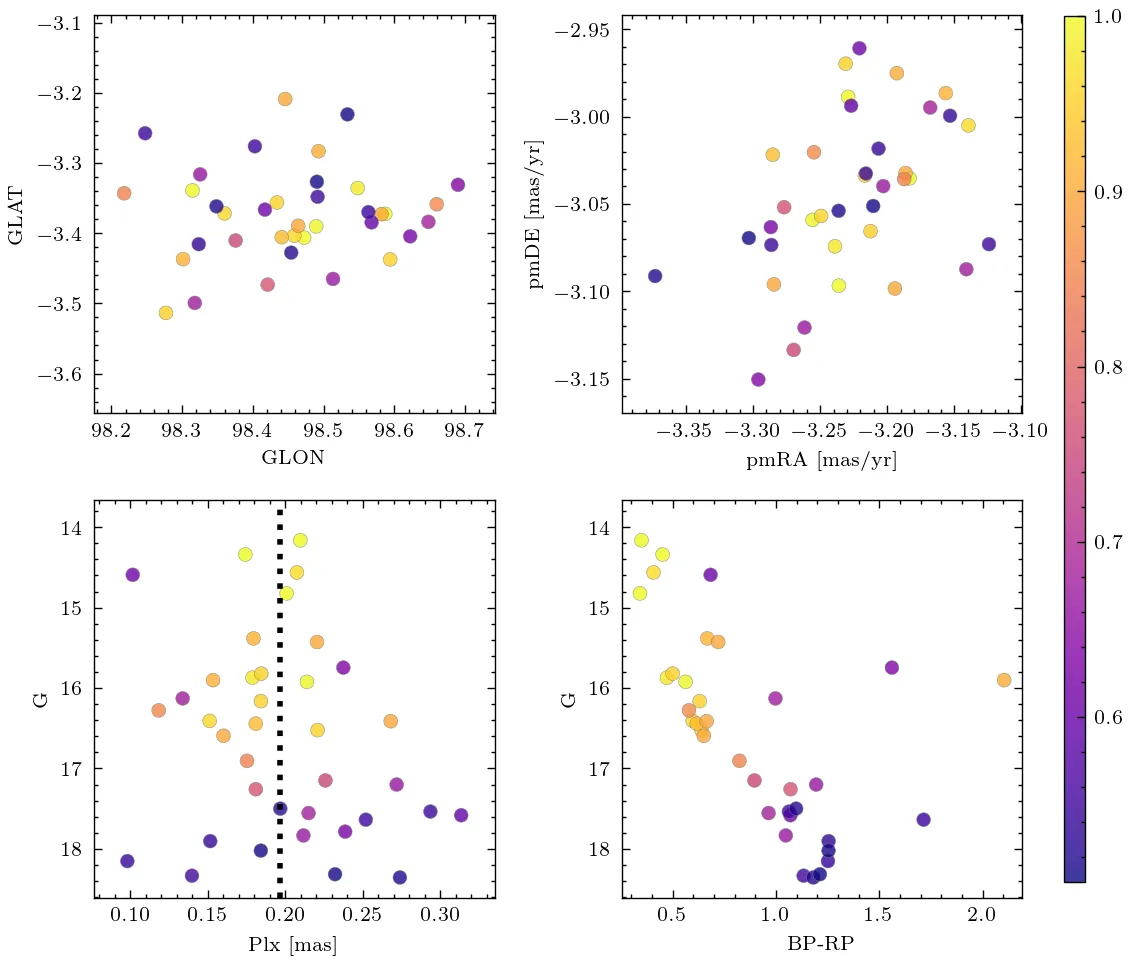 −3.1
−3.2
−3.3
−3.4
−3.5
−3.6
GLAT
98.2 98.3 98.4 98.5 98.6 98.7
GLON
−2.95
−3.00
−3.05
−3.10
−3.15
pmDE [mas/yr]
−3.35 −3.30 −3.25 −3.20 −3.15 −3.10
pmRA [mas/yr]
14
15
16
17
18
G
0.10 0.15 0.20 0.25 0.30
Plx [mas]
14
15
16
17
18
G
0.5 1.0 1.5 2.0
BP-RP
1.0
0.9
0.8
0.7
0.6